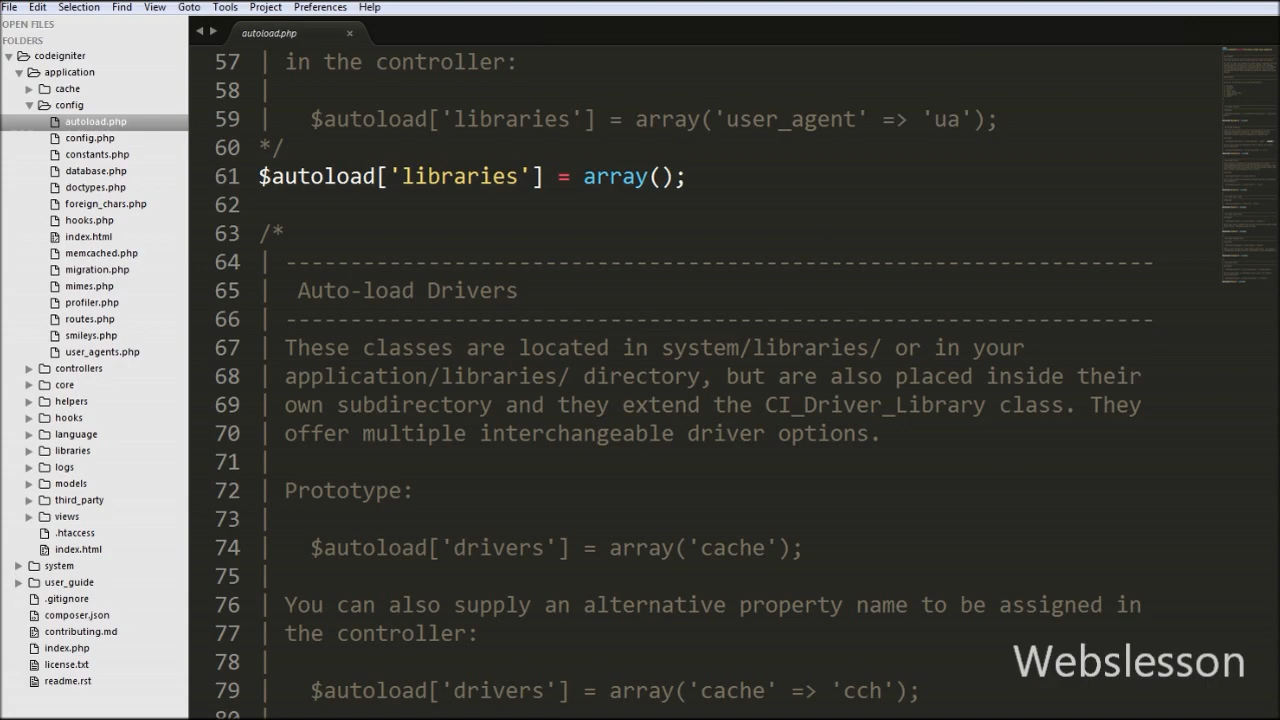 File Edit Selection Find View Goto Tools Project Preferences Help
OPEN FILES
FOLDERS
codeigniter
application
cache
config
autoload.php
config.php
constants.php
database.php
doctypes.php
foreign_chars.php
hooks.php
index.html
memcached.php
migration.php
mimes.php
profiler.php
routes.php
smileys.php
user_agents.php
controllers
core
helpers
hooks
language
libraries
logs
models
third_party
views
.htaccess
index.html
system
user_guide
.gitignore
composer.json
contributing.md
index.php
license.txt
readme.rst
autoload.php ×
57 | in the controller:
58 |
59 | $autoload['libraries'] = array('user_agent' => 'ua');
60 */
61 $autoload['libraries'] = array();
62
63 /*
64 | -------------------------------------------------------------------
65 | Auto-load Drivers
66 | -------------------------------------------------------------------
67 | These classes are located in system/libraries/ or in your
68 | application/libraries/ directory, but are also placed inside their
69 | own subdirectory and they extend the CI_Driver_Library class. They
70 | offer multiple interchangeable driver options.
71 |
72 | Prototype:
73 |
74 | $autoload['drivers'] = array('cache');
75 |
76 | You can also supply an alternative property name to be assigned in
77 | the controller:
78 |
79 | $autoload['drivers'] = array('cache' => 'cch');
80
Webslesson